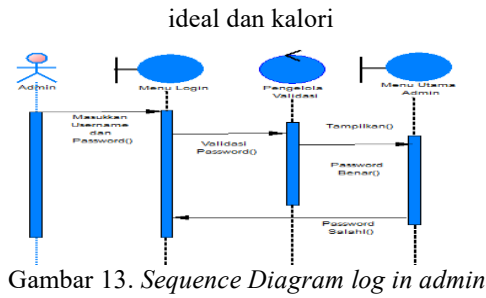 ideal dan kalori
Admin
Menu Login
Pengelola
Validasi
Menu Utama
Admin
Masukkan
Username
dan
Password()
Validasi
Password()
Tampilkan()
Password
Benar()
Password
Salah()
Gambar 13. Sequence Diagram log in admin